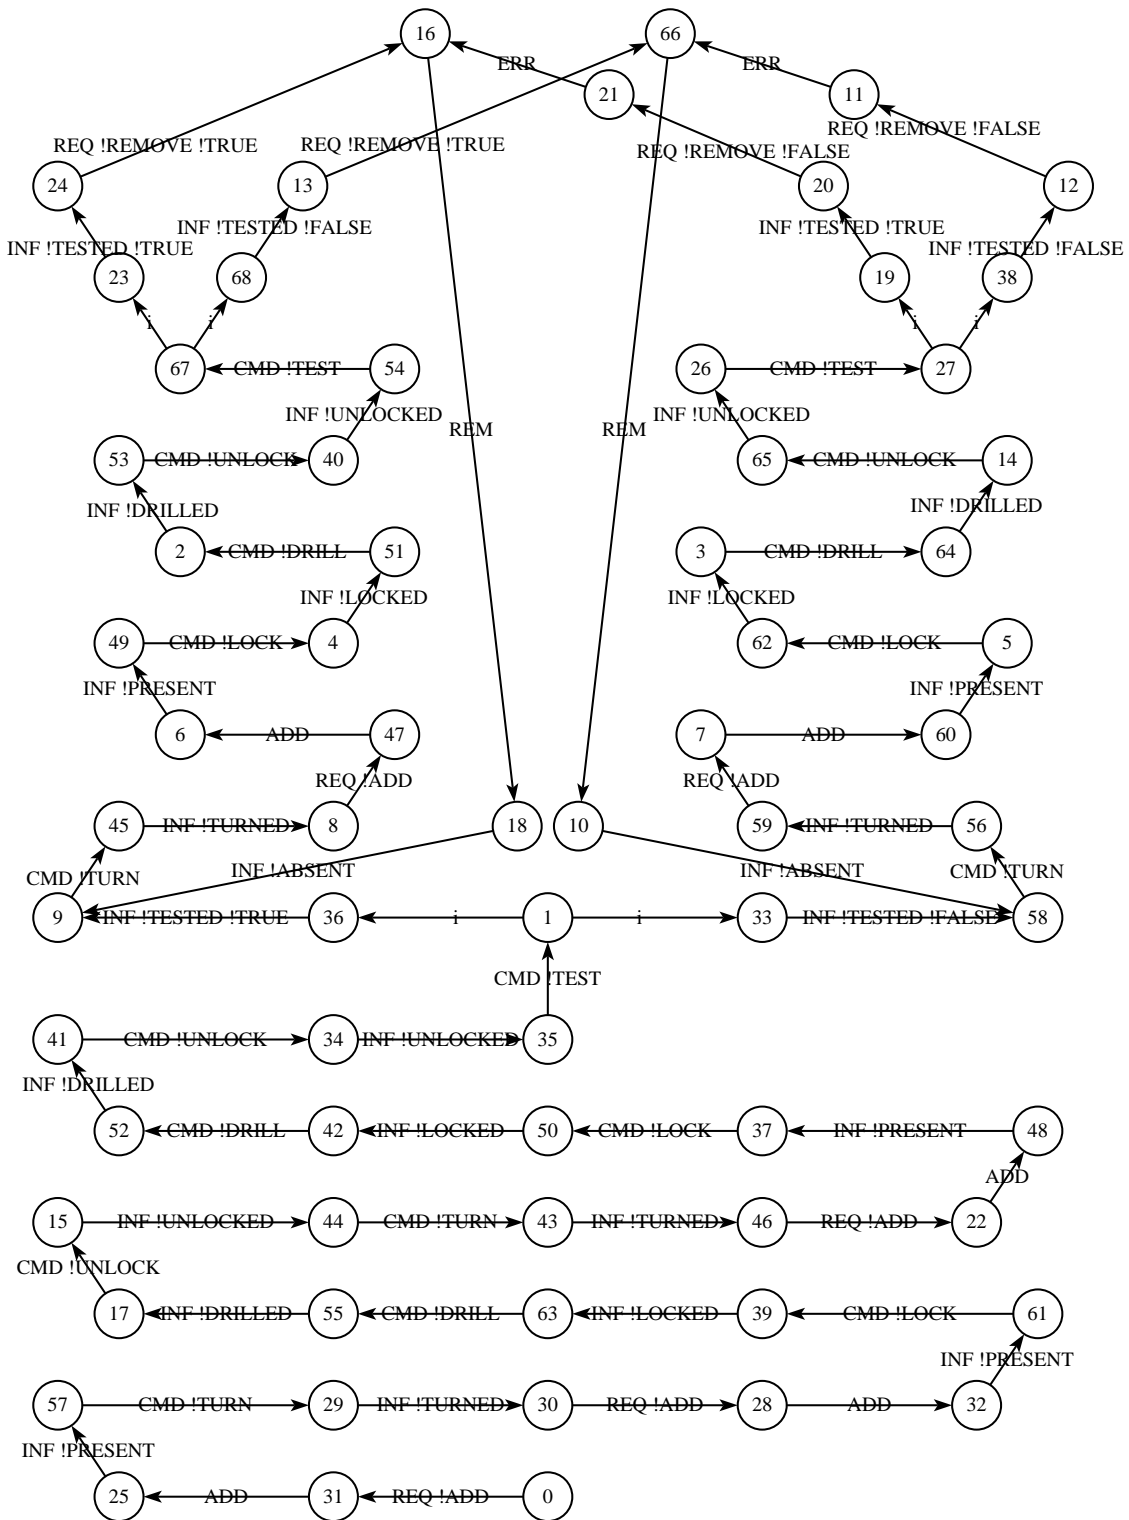 16 66
ERR ERR
21 11
REQ !REMOVE !TRUE REQ !REMOVE !TRUE REQ !REMOVE !FALSE REQ !REMOVE !FALSE
24 13 20 12
INF !TESTED !TRUE INF !TESTED !FALSE INF !TESTED !TRUE INF !TESTED !FALSE
23 68 19 38
i i i i
67 CMD !TEST 54 26 CMD !TEST 27
INF !UNLOCKED INF !UNLOCKED
REM REM
53 CMD !UNLOCK 40 65 CMD !UNLOCK 14
INF !DRILLED INF !DRILLED
2 CMD !DRILL 51 3 CMD !DRILL 64
INF !LOCKED INF !LOCKED
49 CMD !LOCK 4 62 CMD !LOCK 5
INF !PRESENT INF !PRESENT
6 ADD 47 7 ADD 60
REQ !ADD REQ !ADD
45 INF !TURNED 8 18 10 59 INF !TURNED 56
CMD !TURN INF !ABSENT INF !ABSENT CMD !TURN
9 INF !TESTED !TRUE 36 i 1 i 33 INF !TESTED !FALSE 58
CMD !TEST
41 CMD !UNLOCK 34 INF !UNLOCKED 35
INF !DRILLED
52 CMD !DRILL 42 INF !LOCKED 50 CMD !LOCK 37 INF !PRESENT 48
ADD
15 INF !UNLOCKED 44 CMD !TURN 43 INF !TURNED 46 REQ !ADD 22
CMD !UNLOCK
17 INF !DRILLED 55 CMD !DRILL 63 INF !LOCKED 39 CMD !LOCK 61
INF !PRESENT
57 CMD !TURN 29 INF !TURNED 30 REQ !ADD 28 ADD 32
INF !PRESENT
25 ADD 31 REQ !ADD 0